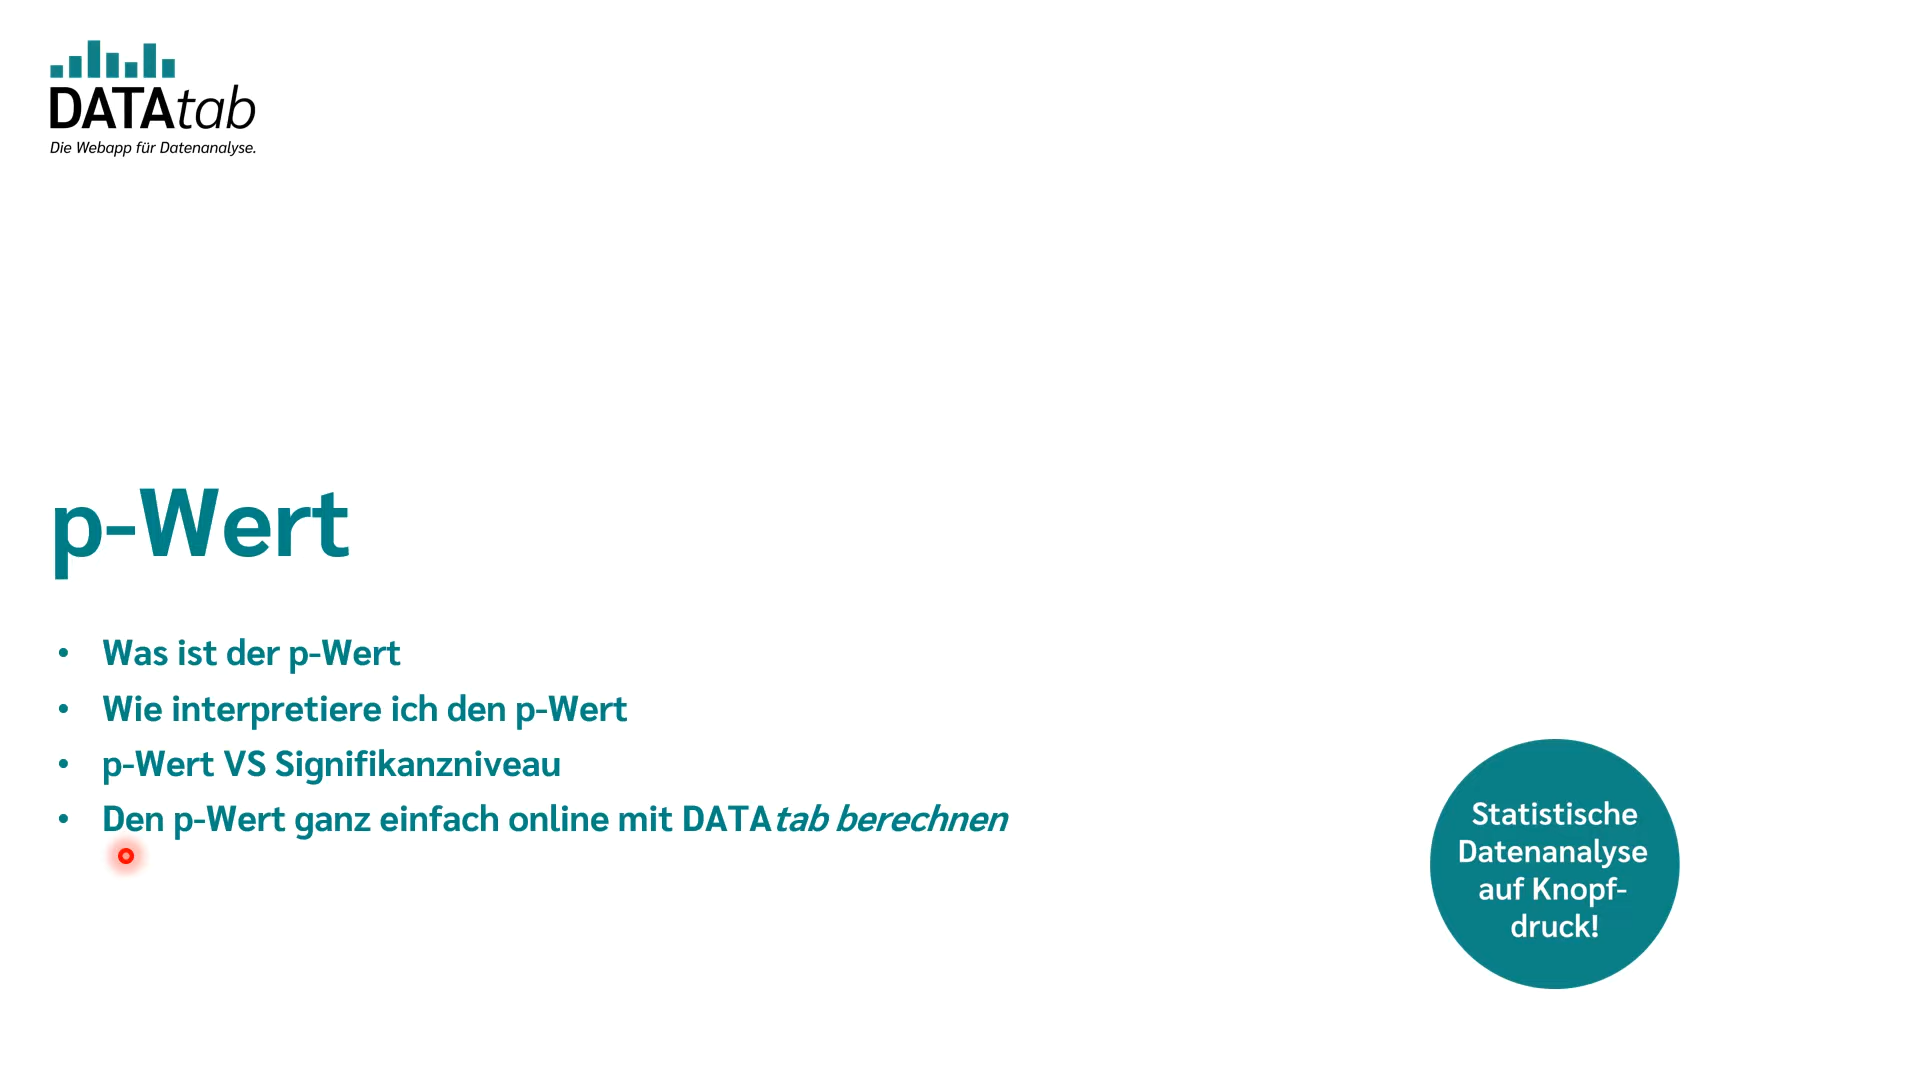 DATAtab
Die Webapp für Datenanalyse.
p-Wert
• Was ist der p-Wert
• Wie interpretiere ich den p-Wert
• p-Wert VS Signifikanzniveau
• Den p-Wert ganz einfach online mit DATAtab berechnen
Statistische
Datenanalyse
auf Knopf-
druck!